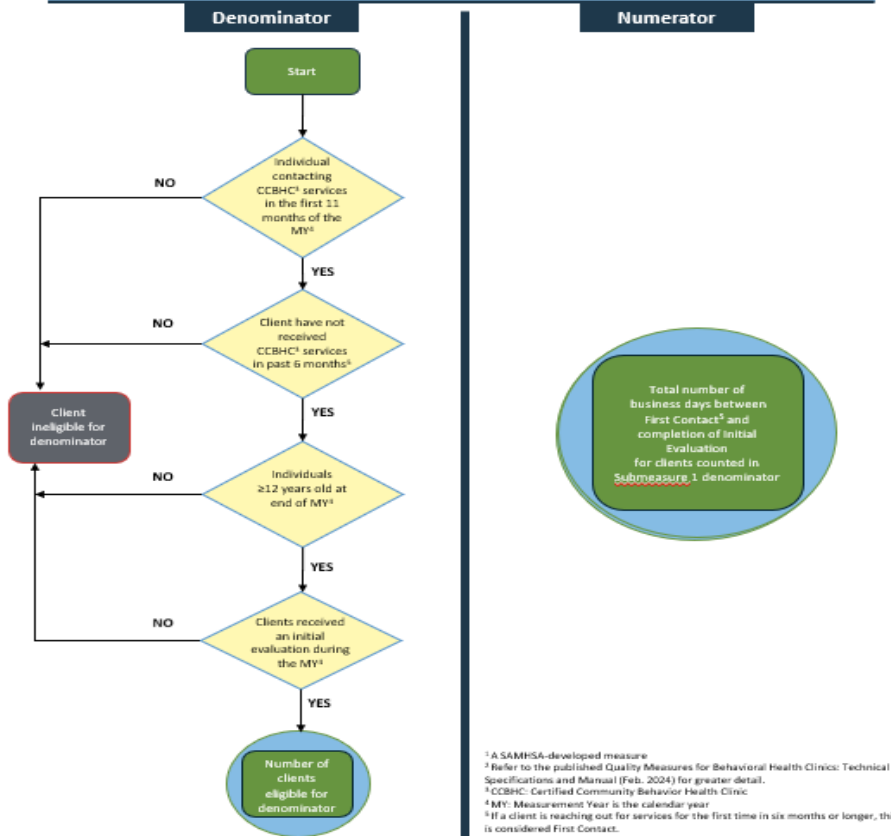 Denominator
Numerator
Start
Individual
contacting
CCBHC³ services
in the first 11
months of the
MY⁴
NO
YES
Client have not
received
CCBHC³ services
in past 6 months⁵
NO
YES
Client
ineligible for
denominator
Individuals
≥12 years old at
end of MY⁴
NO
YES
Clients received
an initial
evaluation during
the MY⁴
NO
YES
Number of
clients
eligible for
denominator
Total number of
business days between
First Contact⁵ and
completion of Initial
Evaluation
for clients counted in
Submeasure 1 denominator
¹ A SAMHSA-developed measure
² Refer to the published Quality Measures for Behavioral Health Clinics: Technical
Specifications and Manual (Feb. 2024) for greater detail.
³ CCBHC: Certified Community Behavior Health Clinic
⁴ MY: Measurement Year is the calendar year
⁵ If a client is reaching out for services for the first time in six months or longer, th
is considered First Contact.